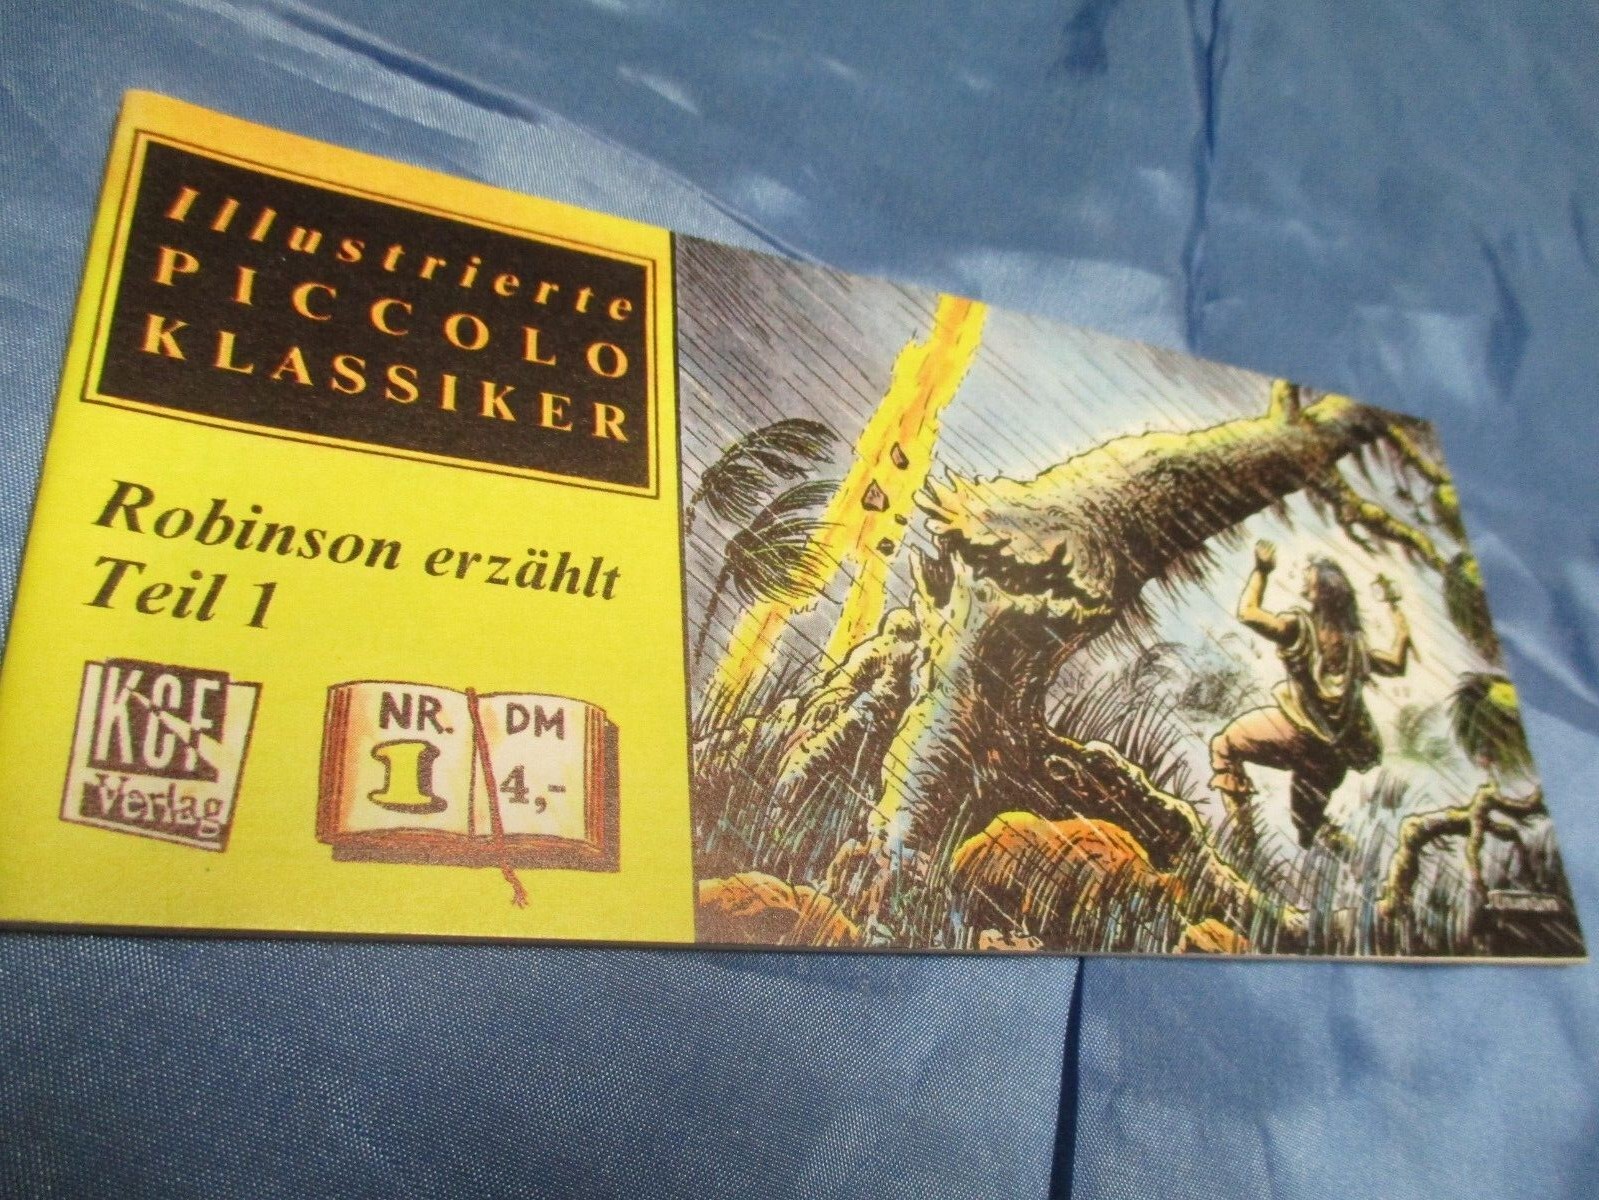 Illustrierte
PICCOLO
KLASSIKER
Robinson erzählt
Teil 1
Verlag
NR.
1
DM
4,-